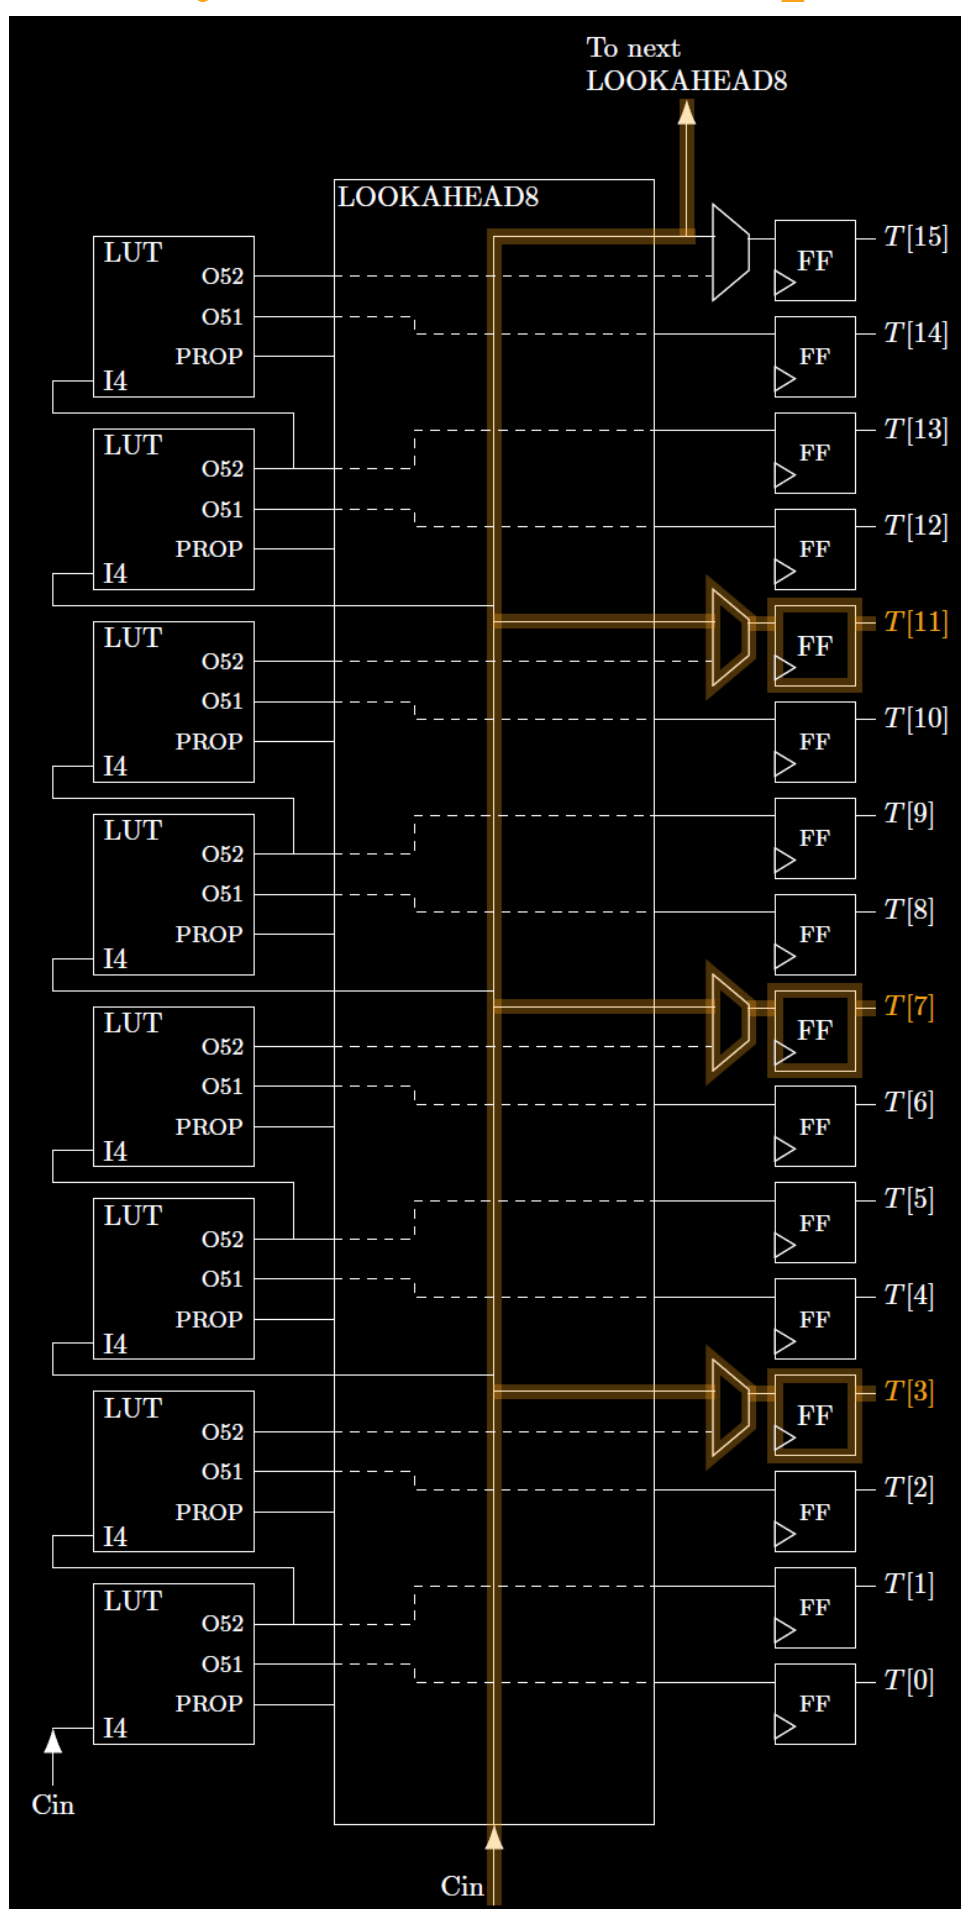 To next
LOOKAHEAD8
LOOKAHEAD8
LUT
O52
O51
PROP
I4
FF
T[15]
FF
T[14]
LUT
O52
O51
PROP
I4
FF
T[13]
FF
T[12]
LUT
O52
O51
PROP
I4
FF
T[11]
FF
T[10]
LUT
O52
O51
PROP
I4
FF
T[9]
FF
T[8]
LUT
O52
O51
PROP
I4
FF
T[7]
FF
T[6]
LUT
O52
O51
PROP
I4
FF
T[5]
FF
T[4]
LUT
O52
O51
PROP
I4
FF
T[3]
FF
T[2]
LUT
O52
O51
PROP
I4
FF
T[1]
FF
T[0]
Cin
Cin